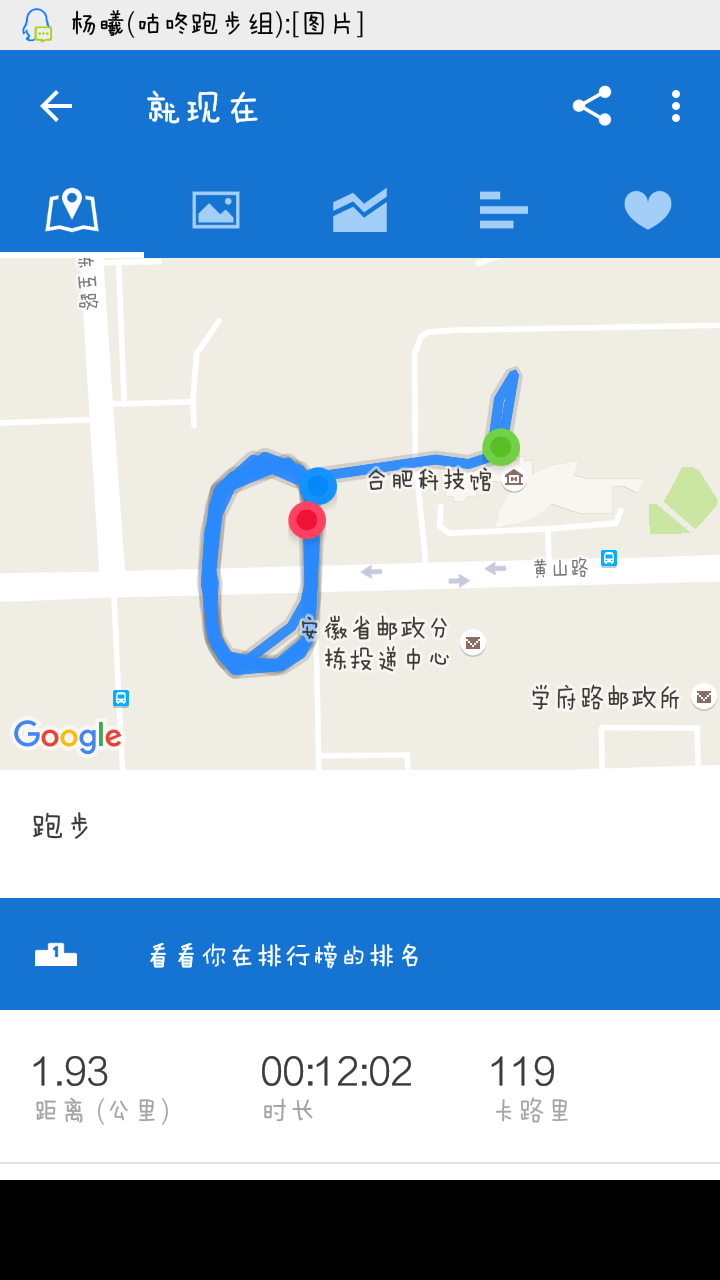 杨曦(咕咚跑步组):[图片]
就现在
合肥科技馆
黄山路
安徽省邮政分
拣投递中心
学府路邮政所
Google
跑步
1
看看你在排行榜的排名
1.93 00:12:02 119
距离(公里) 时长 卡路里